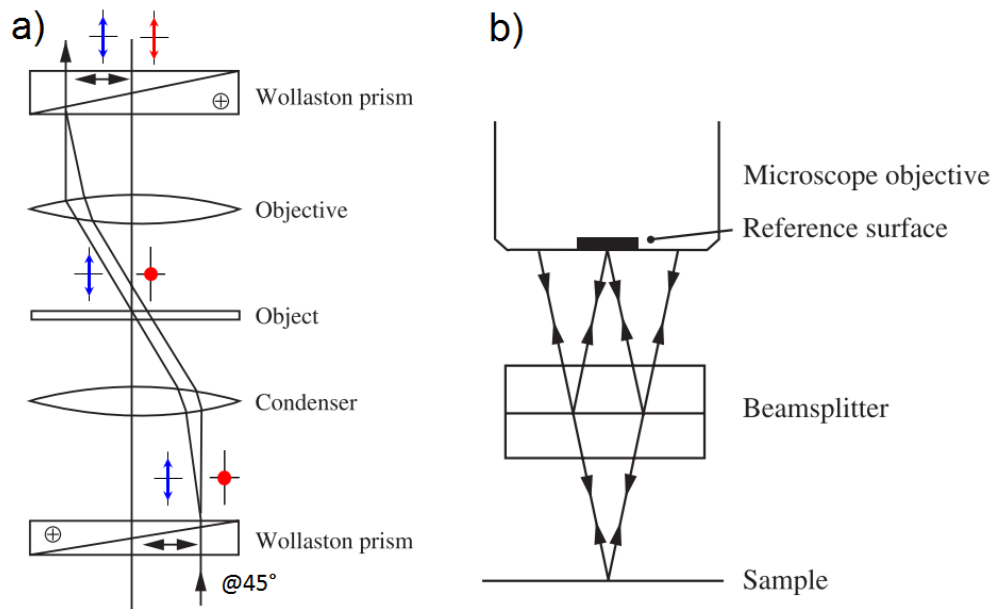 a)
Wollaston prism
Objective
Object
Condenser
Wollaston prism
@45°
b)
Microscope objective
Reference surface
Beamsplitter
Sample